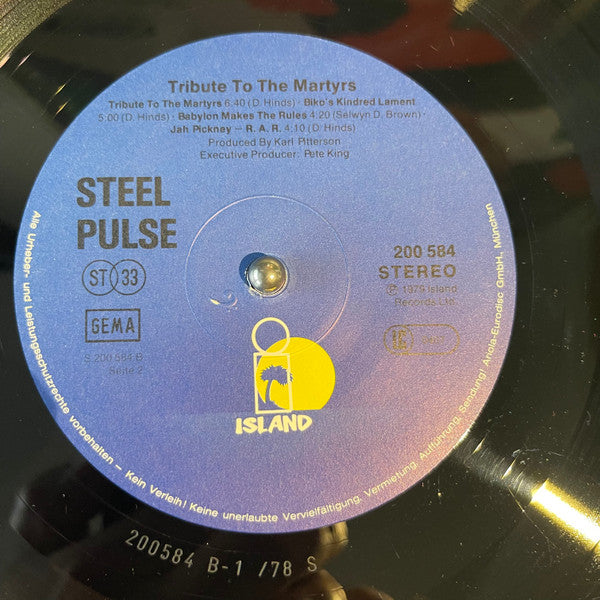 Tribute To The Martyrs
Tribute To The Martyrs 6:40 (D. Hinds) · Biko's Kindred Lament
5:00 (D. Hinds) · Babylon Makes The Rules 4:20 (Selwyn D. Brown) ·
Jah Pickney – R. A. R. 4:10 (D. Hinds)
Produced By Karl Pitterson
Executive Producer: Pete King
STEEL
PULSE
ST 33
GEMA
S 200 584 B
Seite 2
200 584
STEREO
℗ 1979 Island
Records Ltd.
ISLAND
Alle Urheber- und Leistungsschutzrechte vorbehalten – Kein Verleih! Keine unerlaubte Vervielfältigung, Vermietung, Aufführung, Sendung! Ariola-Eurodisc GmbH, München
200584 B-1 /78 S